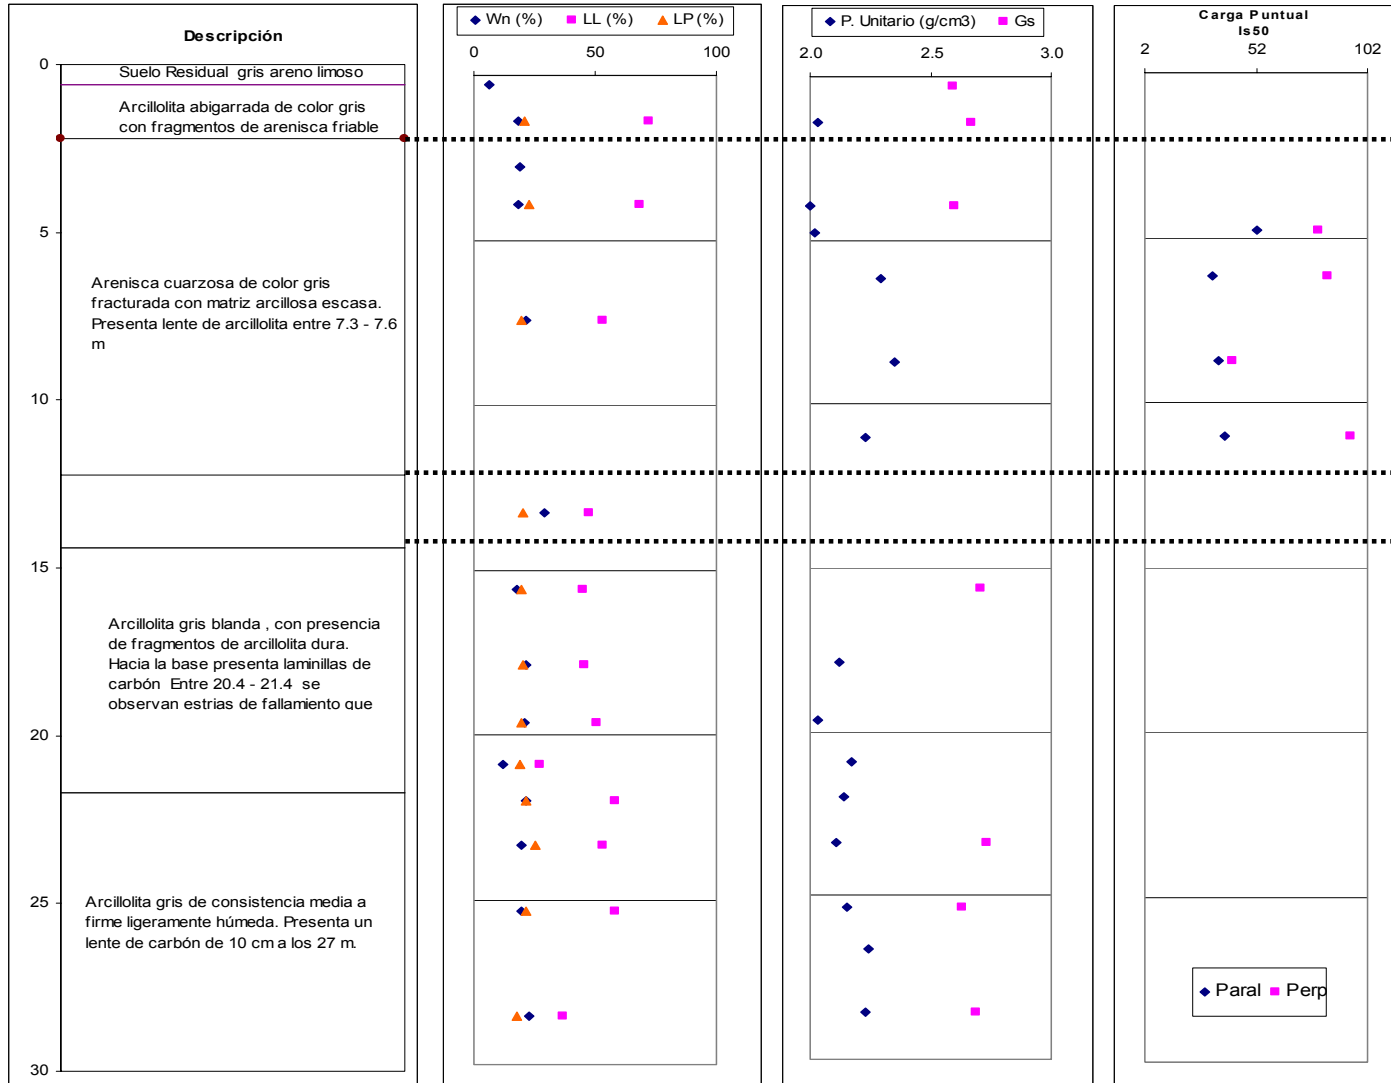 Descripción
0
Suelo Residual gris areno limoso
Arcillolita abigarrada de color gris
con fragmentos de arenisca friable
5
Arenisca cuarzosa de color gris
fracturada con matriz arcillosa escasa.
Presenta lente de arcillolita entre 7.3 - 7.6
m
10
15
Arcillolita gris blanda , con presencia
de fragmentos de arcillolita dura.
Hacia la base presenta laminillas de
carbón Entre 20.4 - 21.4 se
observan estrias de fallamiento que
20
25
Arcillolita gris de consistencia media a
firme ligeramente húmeda. Presenta un
lente de carbón de 10 cm a los 27 m.
30
Wn (%) LL (%) LP (%)
0 50 100
P. Unitario (g/cm3) Gs
2.0 2.5 3.0
Carga Puntual
Is50
2 52 102
Paral Perp